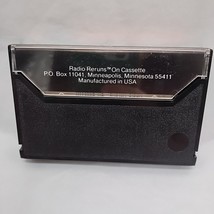 Radio Reruns™ On Cassette
P.O. Box 11041, Minneapolis, Minnesota 55411
Manufactured in USA